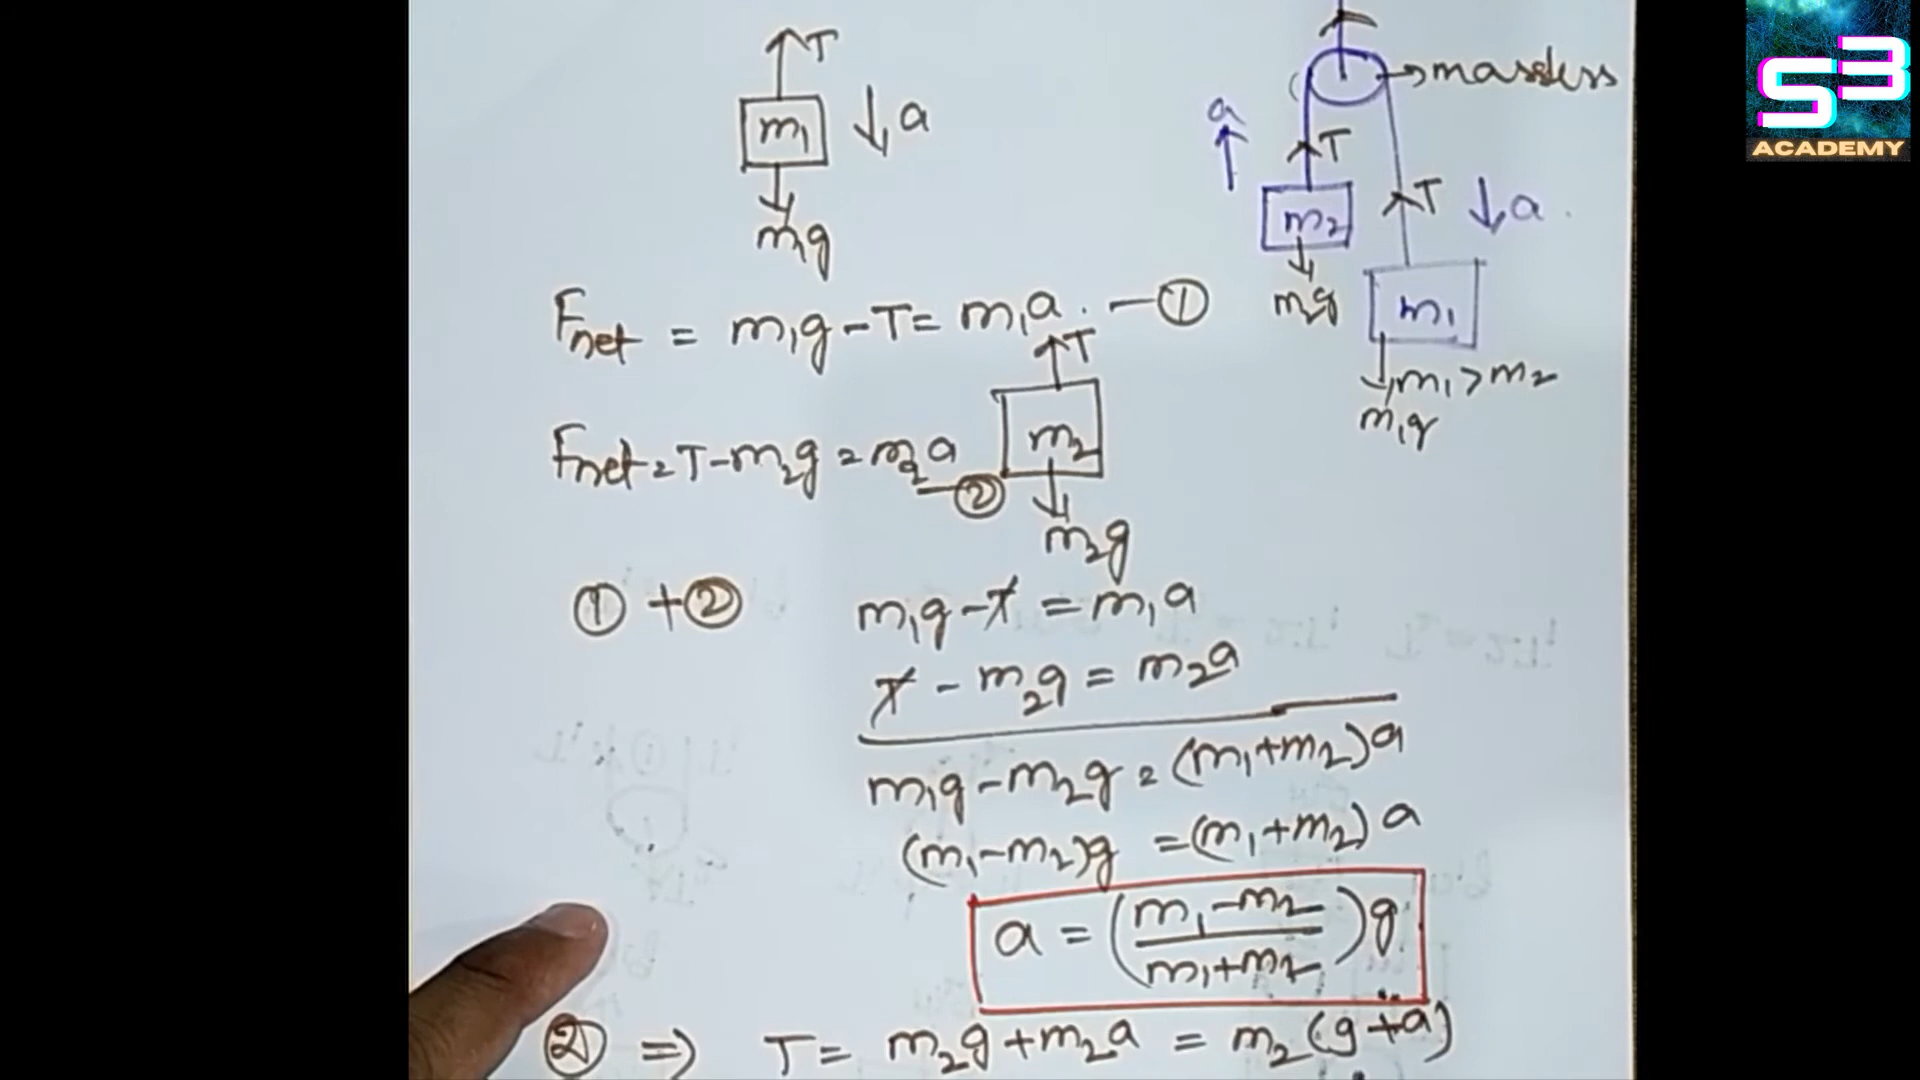 S3
ACADEMY
T
m₁
↓a
m₁g
→massless
a
T
m₂
m₂g
T
↓a
m₁
m₁>m₂
m₁g
Fnet = m₁g-T= m₁a. —①
Fnet=T-m₂g=m₂a —②
T
m₂
m₂g
①+②
m₁g-T = m₁a
T - m₂g = m₂a
m₁g-m₂g=(m₁+m₂)a
(m₁-m₂)g =(m₁+m₂)a
a = (m₁-m₂/m₁+m₂)g
② ⇒ T= m₂g+m₂a = m₂(g+a)